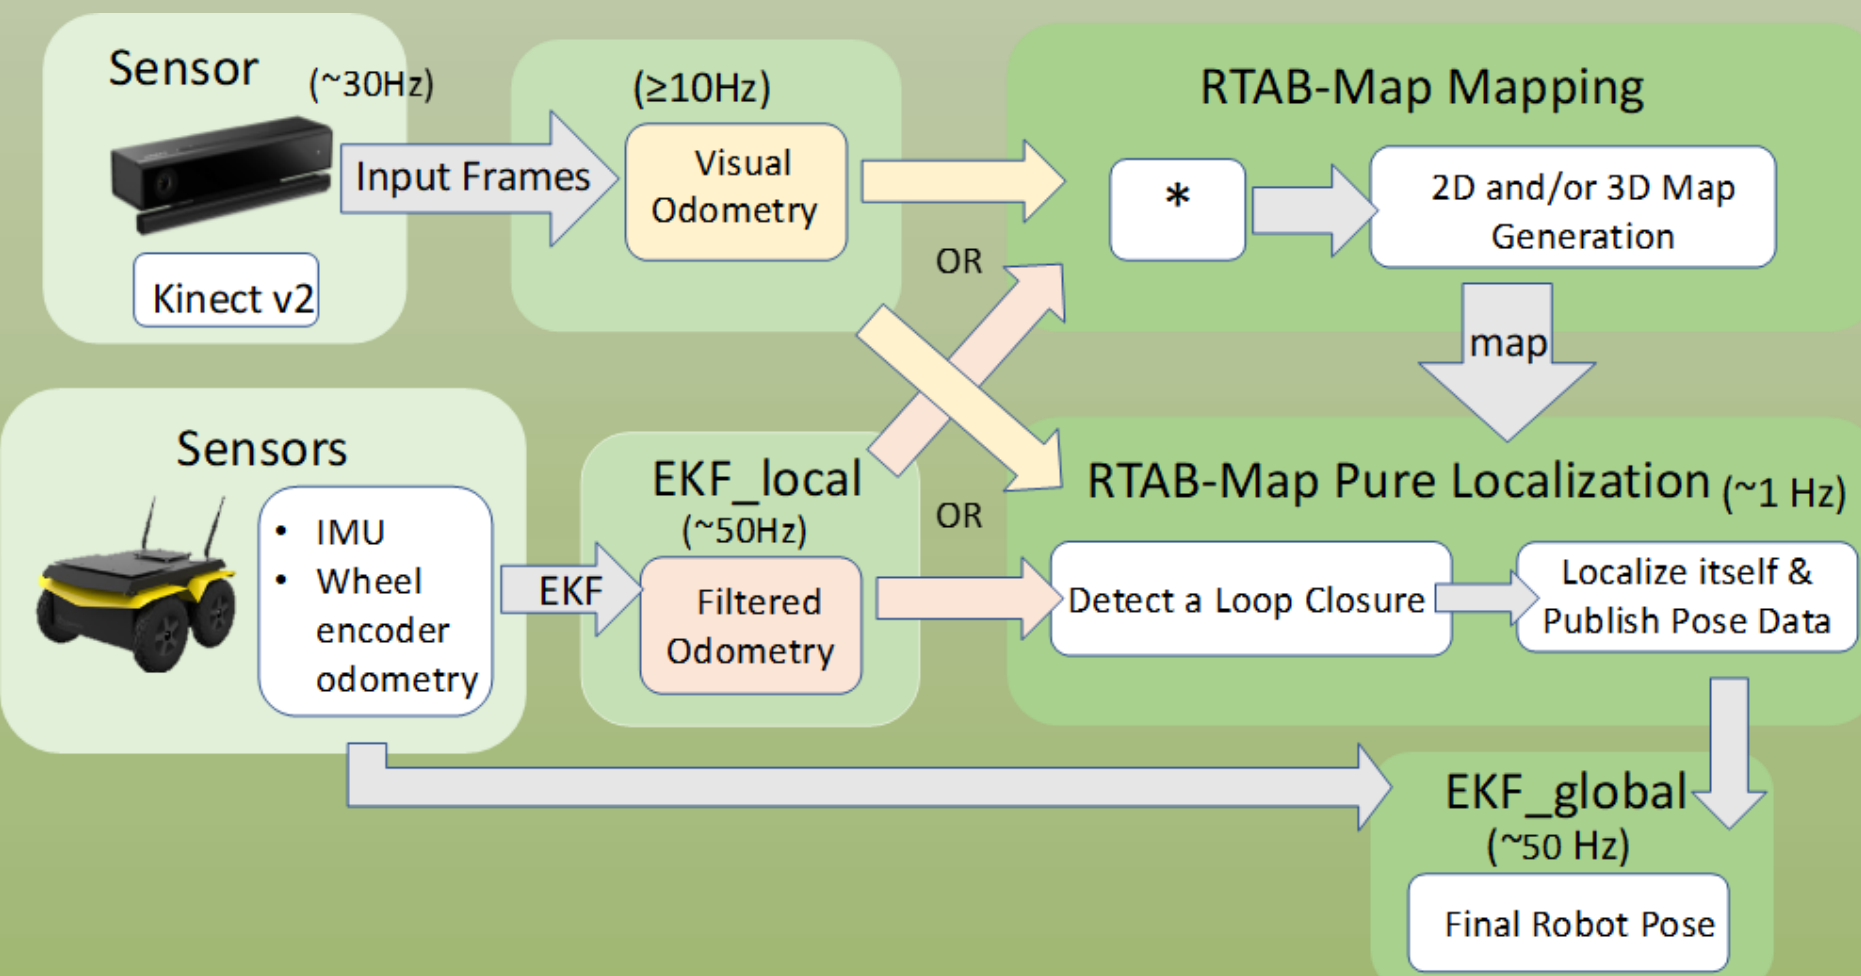 Sensor
(~30Hz)
Input Frames
Kinect v2
(≥10Hz)
Visual
Odometry
OR
RTAB-Map Mapping
*
2D and/or 3D Map
Generation
map
Sensors
• IMU
• Wheel
encoder
odometry
EKF
EKF_local
(~50Hz)
Filtered
Odometry
OR
RTAB-Map Pure Localization (~1 Hz)
Detect a Loop Closure
Localize itself &
Publish Pose Data
EKF_global
(~50 Hz)
Final Robot Pose